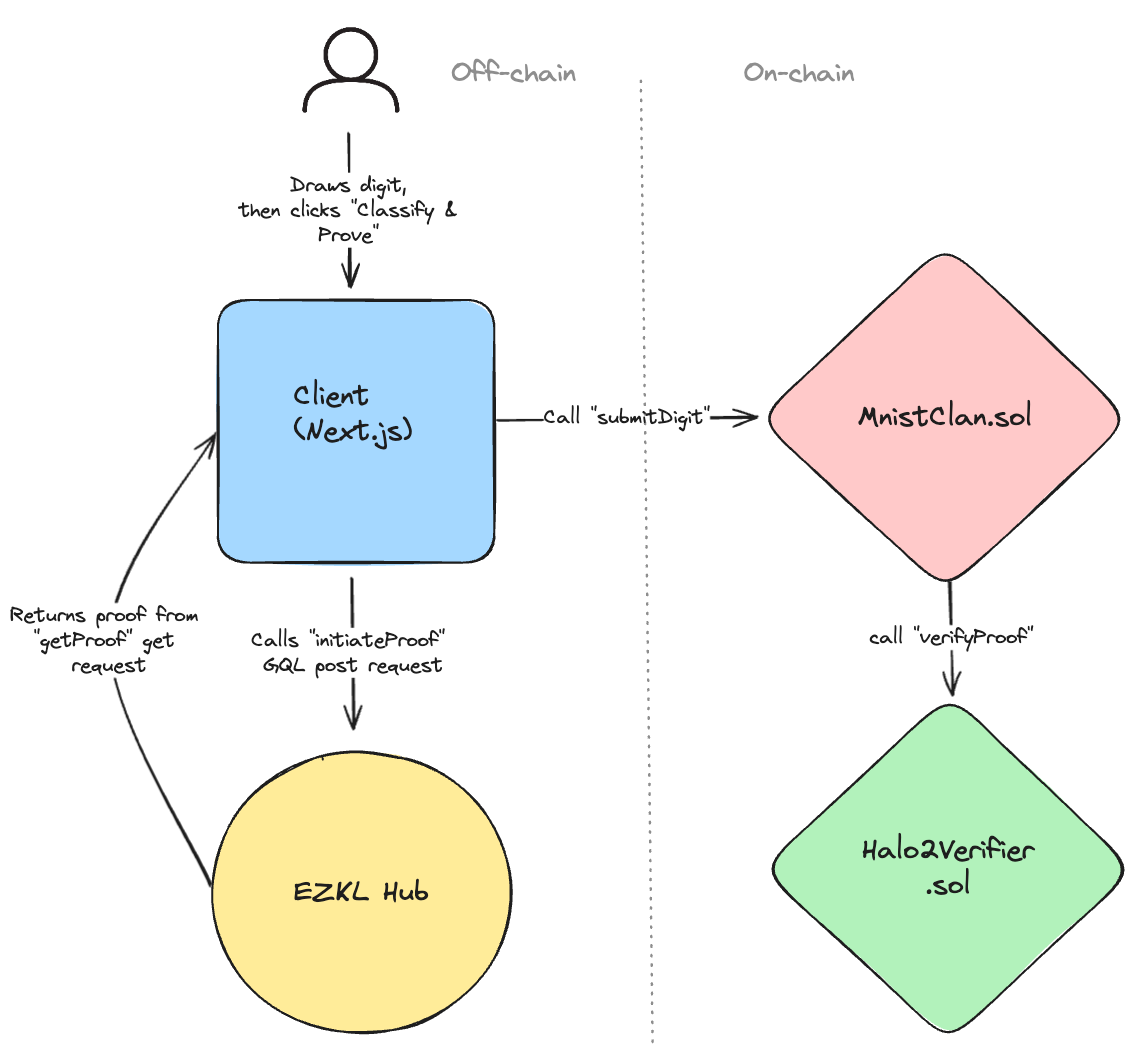 Off-chain
On-chain
Draws digit,
then clicks "Classify &
Prove"
Client
(Next.js)
Call "submitDigit"
MnistClan.sol
Returns proof from
"getProof" get
request
Calls "initiateProof"
GQL post request
call "verifyProof"
EZKL Hub
Halo2Verifier
.sol